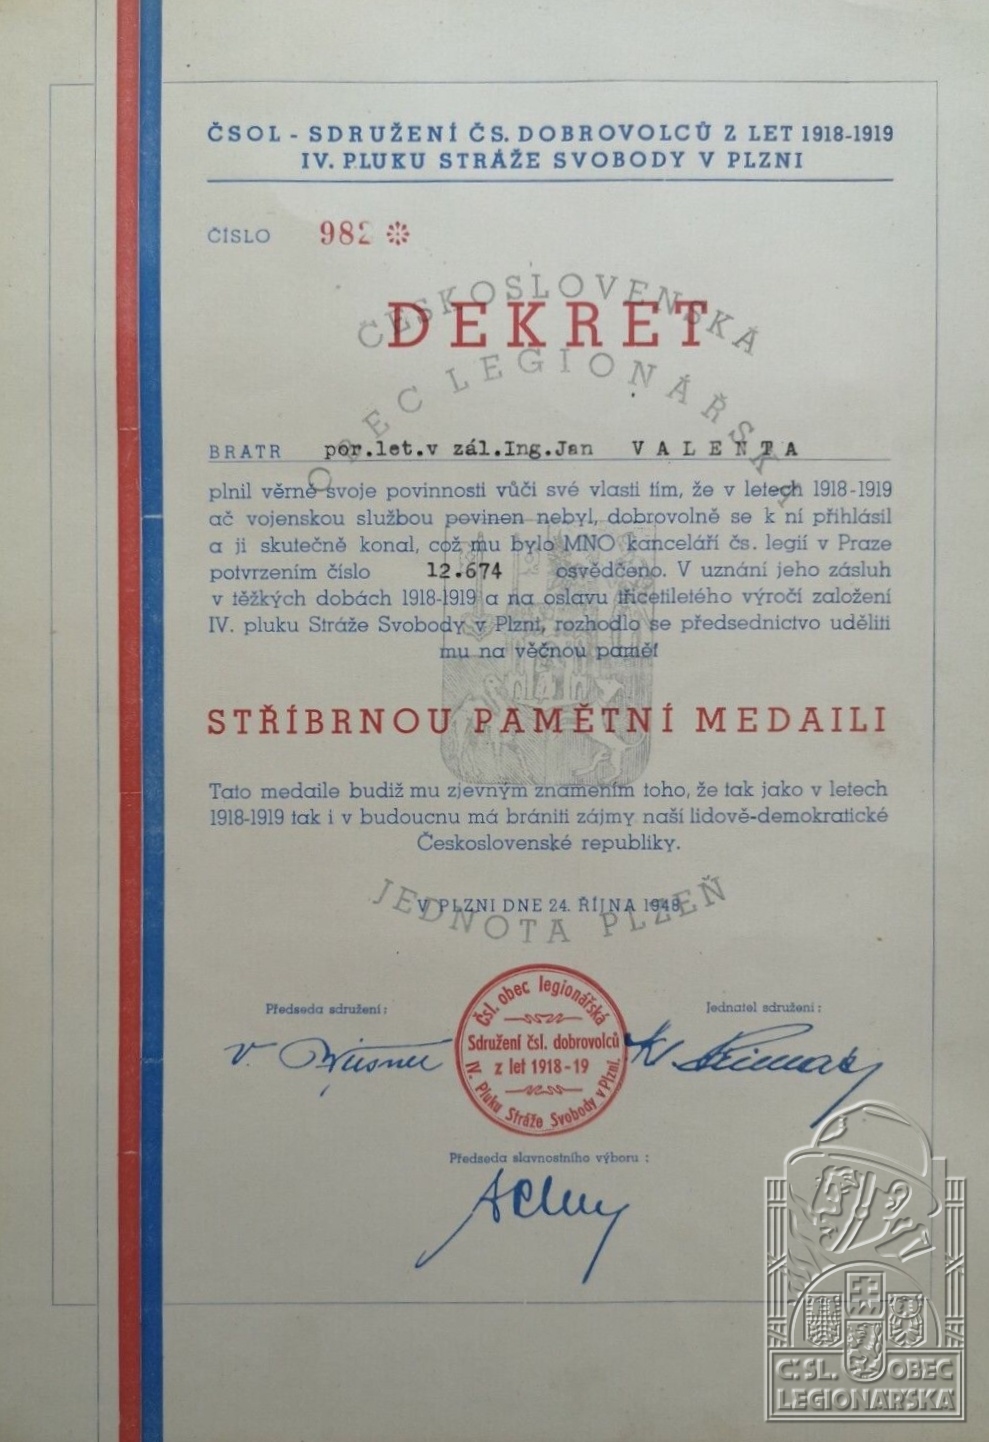 ČSOL - SDRUŽENÍ ČS. DOBROVOLCŮ Z LET 1918-1919
IV. PLUKU STRÁŽE SVOBODY V PLZNI
ČÍSLO 982
ČESKOSLOVENSKÁ
DEKRET
OBEC LEGIONÁŘSKÁ
BRATR por.let.v zál.Ing.Jan VALENTA
plnil věrně svoje povinnosti vůči své vlasti tím, že v letech 1918-1919
ač vojenskou službou povinen nebyl, dobrovolně se k ní přihlásil
a ji skutečně konal, což mu bylo MNO kanceláří čs. legií v Praze
potvrzením číslo 12.674 osvědčeno. V uznání jeho zásluh
v těžkých dobách 1918-1919 a na oslavu třicetiletého výročí založení
IV. pluku Stráže Svobody v Plzni, rozhodlo se předsednictvo uděliti
mu na věčnou paměť
STŘÍBRNOU PAMĚTNÍ MEDAILI
Tato medaile budiž mu zjevným znamením toho, že tak jako v letech
1918-1919 tak i v budoucnu má brániti zájmy naší lidově-demokratické
Československé republiky.
V PLZNI DNE 24. ŘÍJNA 1948
JEDNOTA PLZEŇ
Předseda sdružení:
Jednatel sdružení:
Čsl. obec legionářská
Sdružení čsl. dobrovolců
z let 1918-19
IV. Pluku Stráže Svobody v Plzni.
Předseda slavnostního výboru :
Č.SL. OBEC
LEGIONÁŘSKÁ